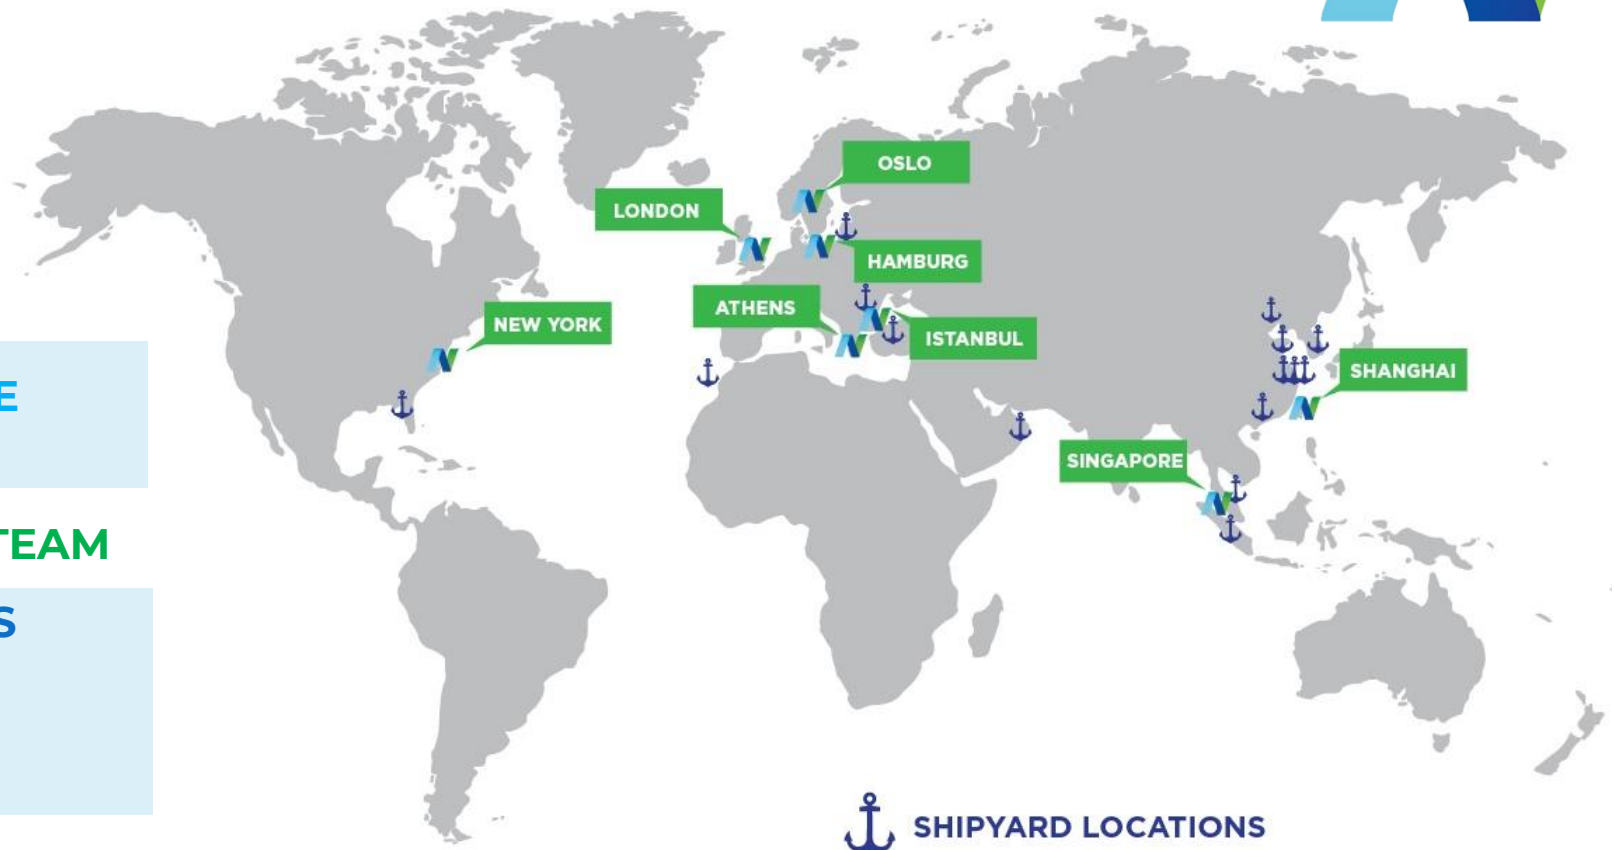 OSLO
LONDON
HAMBURG
ATHENS
NEW YORK
ISTANBUL
SHANGHAI
E
SINGAPORE
TEAM
S
SHIPYARD LOCATIONS